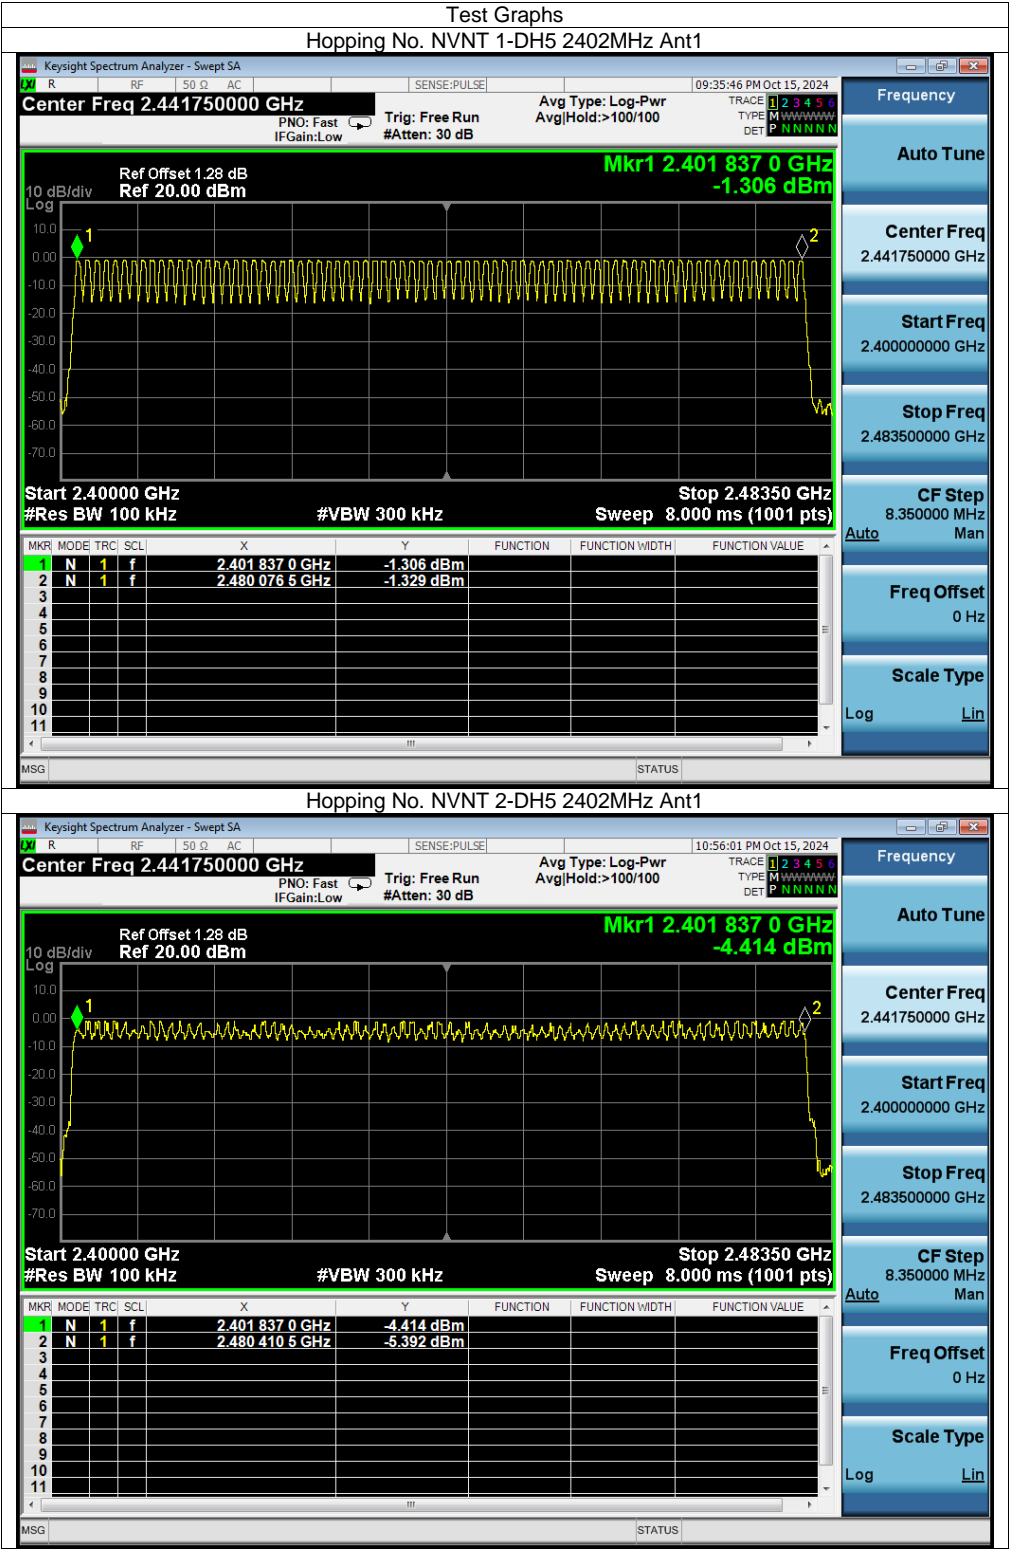 Test Graphs
Hopping No. NVNT 1-DH5 2402MHz Ant1
Keysight Spectrum Analyzer - Swept SA
LXI R RF 50 Ω AC SENSE:PULSE 09:35:46 PM Oct 15, 2024
Center Freq 2.441750000 GHz
PNO: Fast
IFGain:Low
Trig: Free Run
#Atten: 30 dB
Avg Type: Log-Pwr
Avg|Hold:>100/100
TRACE 1 2 3 4 5 6
TYPE M WWWWW
DET P N N N N N
Frequency
Auto Tune
Center Freq
2.441750000 GHz
Start Freq
2.400000000 GHz
Stop Freq
2.483500000 GHz
CF Step
8.350000 MHz
Auto Man
Freq Offset
0 Hz
Scale Type
Log Lin
Mkr1 2.401 837 0 GHz
-1.306 dBm
Ref Offset 1.28 dB
10 dB/div Ref 20.00 dBm
Log
10.0
0.00
-10.0
-20.0
-30.0
-40.0
-50.0
-60.0
-70.0
1
2
Start 2.40000 GHz Stop 2.48350 GHz
#Res BW 100 kHz #VBW 300 kHz Sweep 8.000 ms (1001 pts)
MKR MODE TRC SCL X Y FUNCTION FUNCTION WIDTH FUNCTION VALUE
1 N 1 f 2.401 837 0 GHz -1.306 dBm
2 N 1 f 2.480 076 5 GHz -1.329 dBm
3
4
5
6
7
8
9
10
11
MSG STATUS
Hopping No. NVNT 2-DH5 2402MHz Ant1
Keysight Spectrum Analyzer - Swept SA
LXI R RF 50 Ω AC SENSE:PULSE 10:56:01 PM Oct 15, 2024
Center Freq 2.441750000 GHz
PNO: Fast
IFGain:Low
Trig: Free Run
#Atten: 30 dB
Avg Type: Log-Pwr
Avg|Hold:>100/100
TRACE 1 2 3 4 5 6
TYPE M WWWWW
DET P N N N N N
Frequency
Auto Tune
Center Freq
2.441750000 GHz
Start Freq
2.400000000 GHz
Stop Freq
2.483500000 GHz
CF Step
8.350000 MHz
Auto Man
Freq Offset
0 Hz
Scale Type
Log Lin
Mkr1 2.401 837 0 GHz
-4.414 dBm
Ref Offset 1.28 dB
10 dB/div Ref 20.00 dBm
Log
10.0
0.00
-10.0
-20.0
-30.0
-40.0
-50.0
-60.0
-70.0
1
2
Start 2.40000 GHz Stop 2.48350 GHz
#Res BW 100 kHz #VBW 300 kHz Sweep 8.000 ms (1001 pts)
MKR MODE TRC SCL X Y FUNCTION FUNCTION WIDTH FUNCTION VALUE
1 N 1 f 2.401 837 0 GHz -4.414 dBm
2 N 1 f 2.480 410 5 GHz -5.392 dBm
3
4
5
6
7
8
9
10
11
MSG STATUS